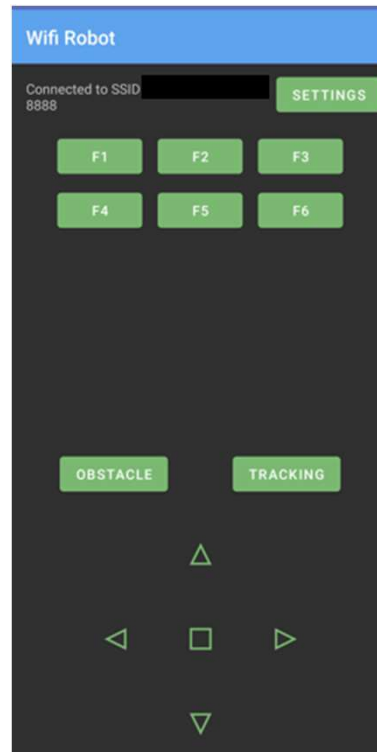 Wifi Robot
Connected to SSID
8888
SETTINGS
F1 F2 F3
F4 F5 F6
OBSTACLE TRACKING